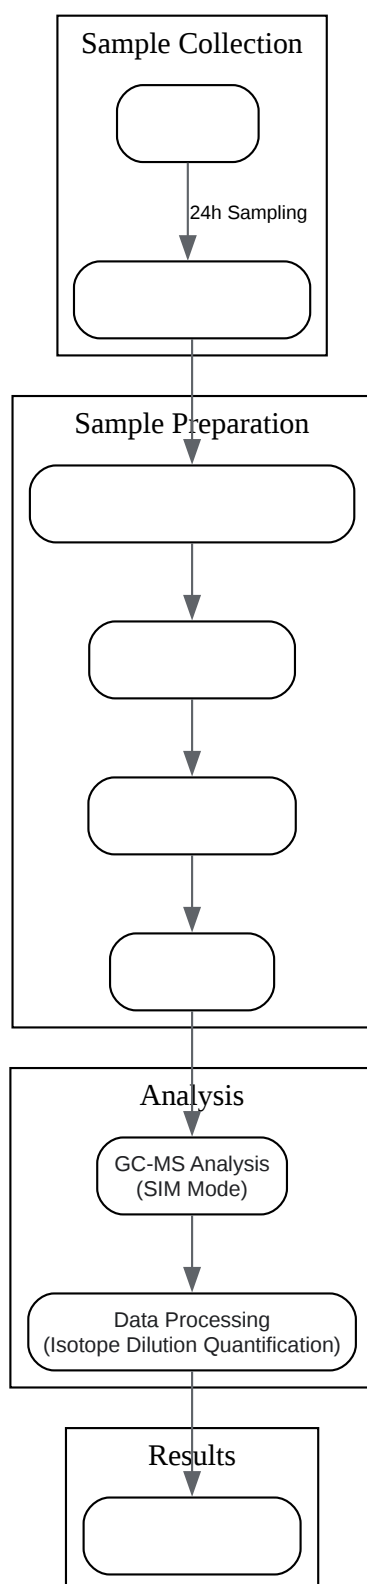 Sample Collection
24h Sampling
Sample Preparation
Analysis
GC-MS Analysis
(SIM Mode)
Data Processing
(Isotope Dilution Quantification)
Results